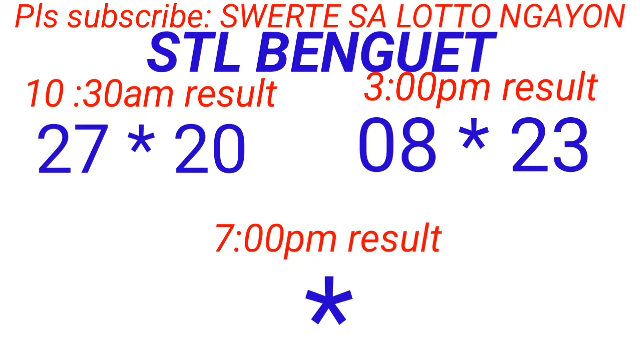 Pls subscribe: SWERTE SA LOTTO NGAYON
STL BENGUET
10 :30am result
27 * 20
3:00pm result
08 * 23
7:00pm result
*